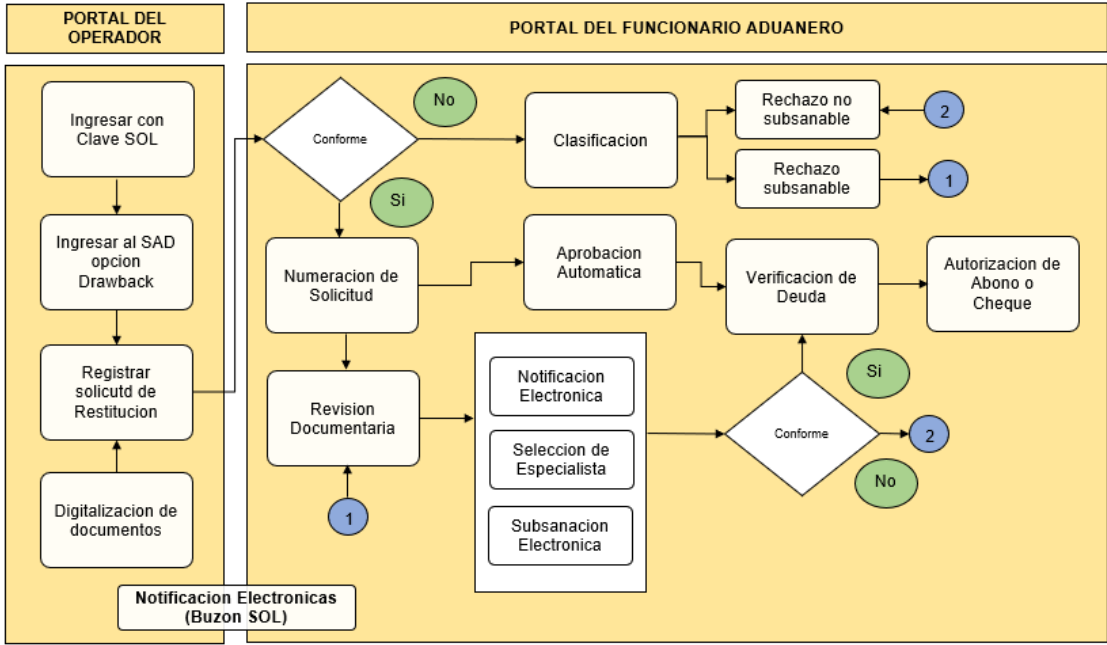 PORTAL DEL
OPERADOR
PORTAL DEL FUNCIONARIO ADUANERO
Ingresar con
Clave SOL
Ingresar al SAD
opcion
Drawback
Registrar
solicutd de
Restitucion
Digitalizacion de
documentos
Notificacion Electronicas
(Buzon SOL)
Conforme
No
Si
Clasificacion
Rechazo no
subsanable
2
Rechazo
subsanable
1
Numeracion de
Solicitud
Aprobacion
Automatica
Verificacion de
Deuda
Autorizacion de
Abono o
Cheque
Revision
Documentaria
1
Notificacion
Electronica
Seleccion de
Especialista
Subsanacion
Electronica
Conforme
Si
2
No